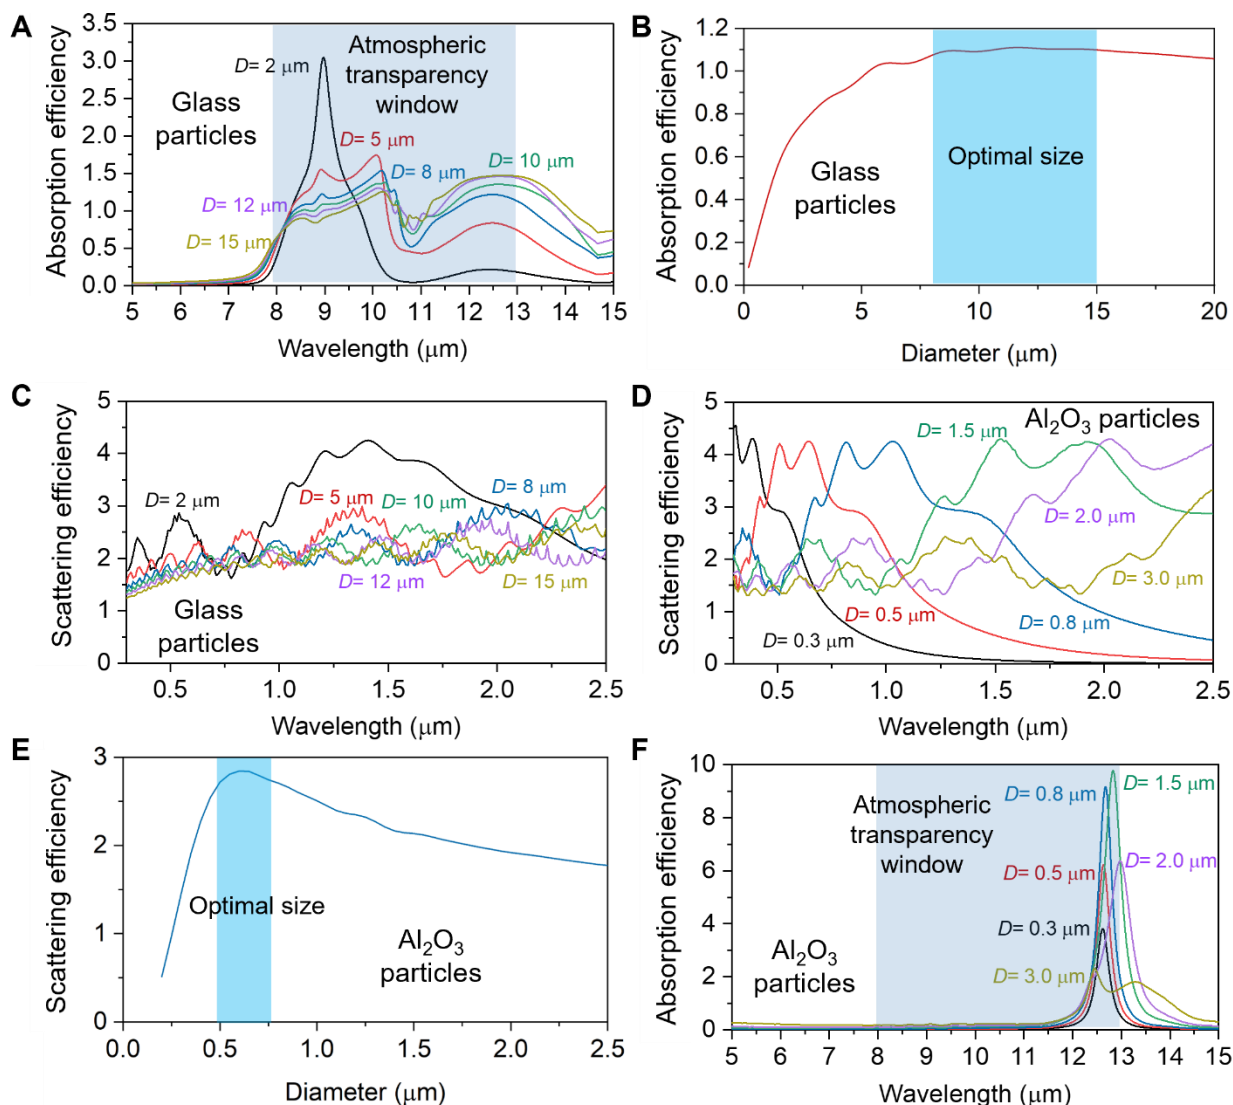 A
Absorption efficiency
3.5
3.0
2.5
2.0
1.5
1.0
0.5
0.0
D= 2 μm
Atmospheric
transparency
window
Glass
particles
D= 5 μm
D= 8 μm
D= 10 μm
D= 12 μm
D= 15 μm
5 6 7 8 9 10 11 12 13 14 15
Wavelength (μm)
B
Absorption efficiency
1.2
1.0
0.8
0.6
0.4
0.2
0.0
Optimal size
Glass
particles
0 5 10 15 20
Diameter (μm)
C
Scattering efficiency
5
4
3
2
1
0
D= 2 μm
D= 5 μm
D= 10 μm
D= 8 μm
D= 12 μm
D= 15 μm
Glass
particles
0.5 1.0 1.5 2.0 2.5
Wavelength (μm)
D
Scattering efficiency
5
4
3
2
1
0
Al2O3 particles
D= 1.5 μm
D= 2.0 μm
D= 3.0 μm
D= 0.3 μm
D= 0.5 μm
D= 0.8 μm
0.5 1.0 1.5 2.0 2.5
Wavelength (μm)
E
Scattering efficiency
3
2
1
0
Optimal size
Al2O3
particles
0.0 0.5 1.0 1.5 2.0 2.5
Diameter (μm)
F
Absorption efficiency
10
8
6
4
2
0
Atmospheric
transparency
window
D= 0.8 μm
D= 1.5 μm
D= 0.5 μm
D= 2.0 μm
D= 0.3 μm
D= 3.0 μm
Al2O3
particles
5 6 7 8 9 10 11 12 13 14 15
Wavelength (μm)